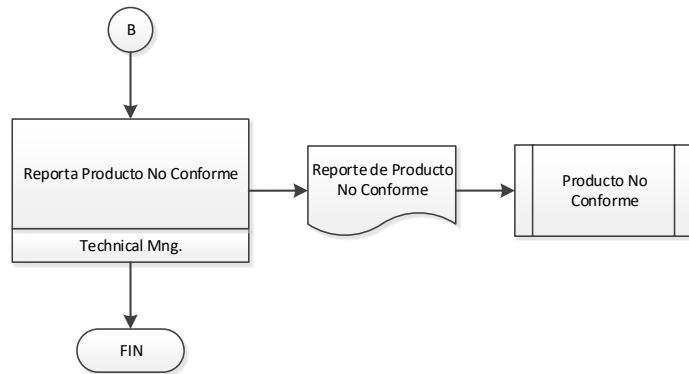 B
Reporta Producto No Conforme
Technical Mng.
Reporte de Producto
No Conforme
Producto No
Conforme
FIN